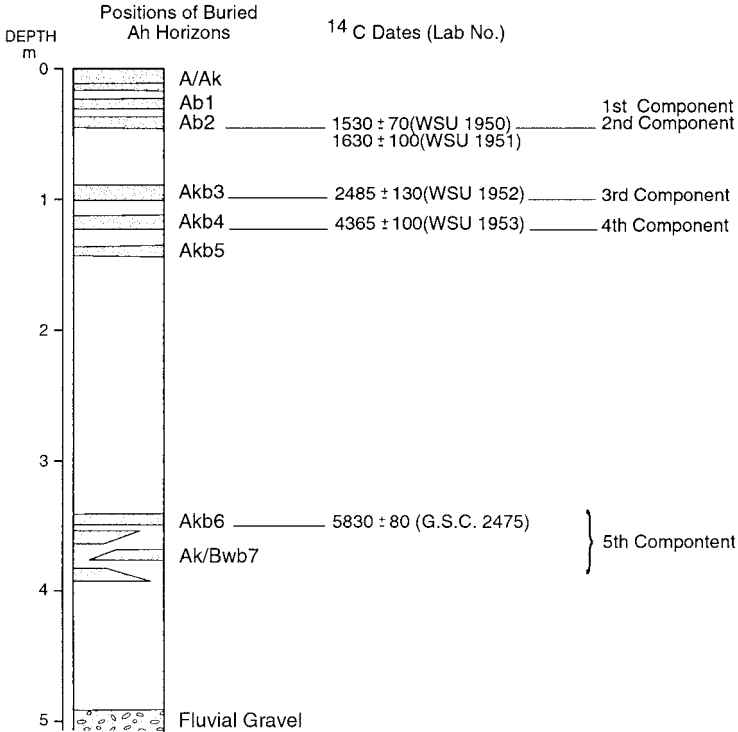 Positions of Buried
Ah Horizons
14 C Dates (Lab No.)
DEPTH
m
0
A/Ak
Ab1
1st Component
Ab2
1530 ± 70(WSU 1950)
2nd Component
1630 ± 100(WSU 1951)
1
Akb3
2485 ± 130(WSU 1952)
3rd Component
Akb4
4365 ± 100(WSU 1953)
4th Component
Akb5
2
3
Akb6
5830 ± 80 (G.S.C. 2475)
5th Compontent
Ak/Bwb7
4
5
Fluvial Gravel